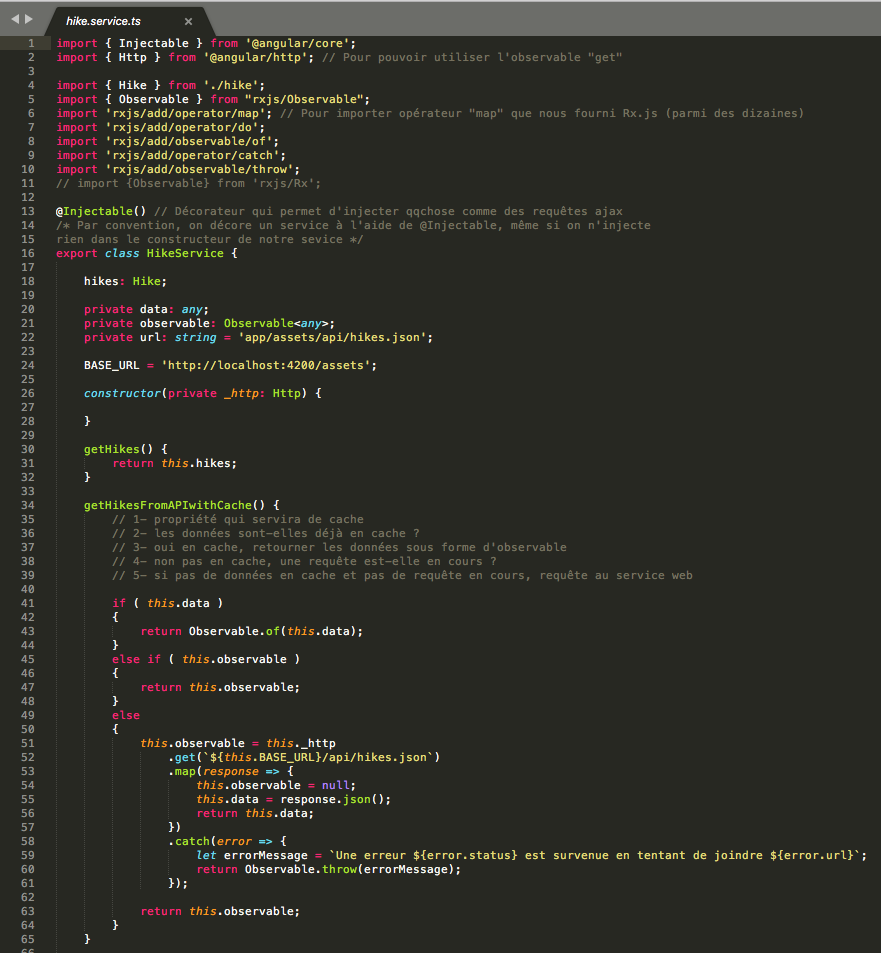 hike.service.ts ×
1 import { Injectable } from '@angular/core';
2 import { Http } from '@angular/http'; // Pour pouvoir utiliser l'observable "get"
3
4 import { Hike } from './hike';
5 import { Observable } from "rxjs/Observable";
6 import 'rxjs/add/operator/map'; // Pour importer opérateur "map" que nous fourni Rx.js (parmi des dizaines)
7 import 'rxjs/add/operator/do';
8 import 'rxjs/add/observable/of';
9 import 'rxjs/add/operator/catch';
10 import 'rxjs/add/observable/throw';
11 // import {Observable} from 'rxjs/Rx';
12
13 @Injectable() // Décorateur qui permet d'injecter qqchose comme des requêtes ajax
14 /* Par convention, on décore un service à l'aide de @Injectable, même si on n'injecte
15 rien dans le constructeur de notre sevice */
16 export class HikeService {
17
18 hikes: Hike;
19
20 private data: any;
21 private observable: Observable<any>;
22 private url: string = 'app/assets/api/hikes.json';
23
24 BASE_URL = 'http://localhost:4200/assets';
25
26 constructor(private _http: Http) {
27
28 }
29
30 getHikes() {
31 return this.hikes;
32 }
33
34 getHikesFromAPIwithCache() {
35 // 1- propriété qui servira de cache
36 // 2- les données sont-elles déjà en cache ?
37 // 3- oui en cache, retourner les données sous forme d'observable
38 // 4- non pas en cache, une requête est-elle en cours ?
39 // 5- si pas de données en cache et pas de requête en cours, requête au service web
40
41 if ( this.data )
42 {
43 return Observable.of(this.data);
44 }
45 else if ( this.observable )
46 {
47 return this.observable;
48 }
49 else
50 {
51 this.observable = this._http
52 .get(`${this.BASE_URL}/api/hikes.json`)
53 .map(response => {
54 this.observable = null;
55 this.data = response.json();
56 return this.data;
57 })
58 .catch(error => {
59 let errorMessage = `Une erreur ${error.status} est survenue en tentant de joindre ${error.url}`;
60 return Observable.throw(errorMessage);
61 });
62
63 return this.observable;
64 }
65 }
66